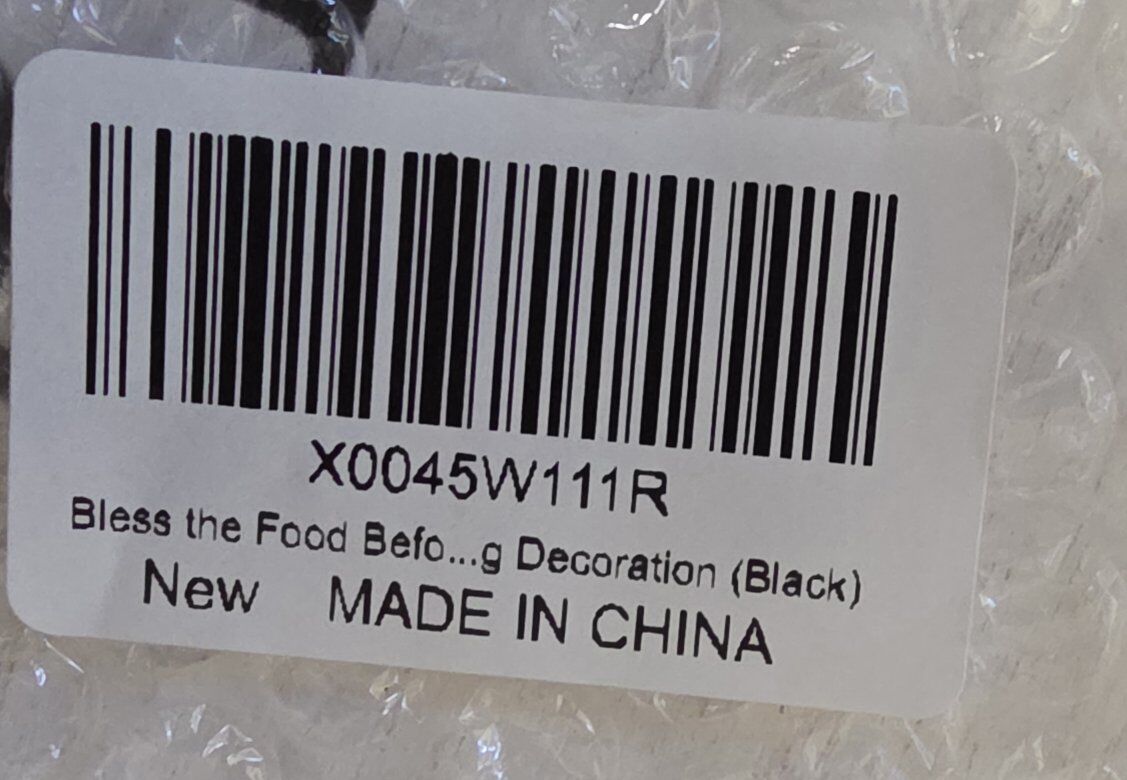 X0045W111R
Bless the Food Befo...g Decoration (Black)
New MADE IN CHINA